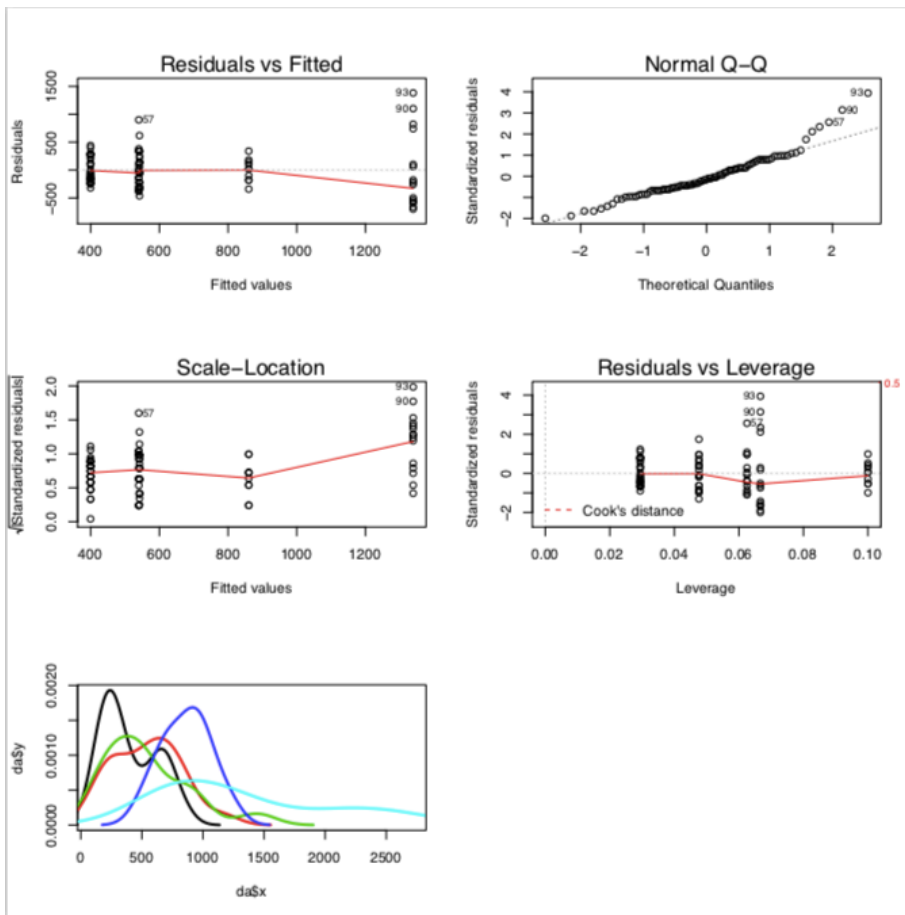 Residuals vs Fitted
Residuals
1500
500
-500
57
93
90
400 600 800 1000 1200
Fitted values
Normal Q-Q
Standardized residuals
4
3
2
1
0
-2
93
90
57
-2 -1 0 1 2
Theoretical Quantiles
Scale-Location
√|Standardized residuals|
2.0
1.5
1.0
0.5
0.0
57
93
90
400 600 800 1000 1200
Fitted values
Residuals vs Leverage
Standardized residuals
4
2
0
-2
93
90
57
0.5
Cook's distance
0.00 0.02 0.04 0.06 0.08 0.10
Leverage
da$y
0.0020
0.0010
0.0000
0 500 1000 1500 2000 2500
da$x